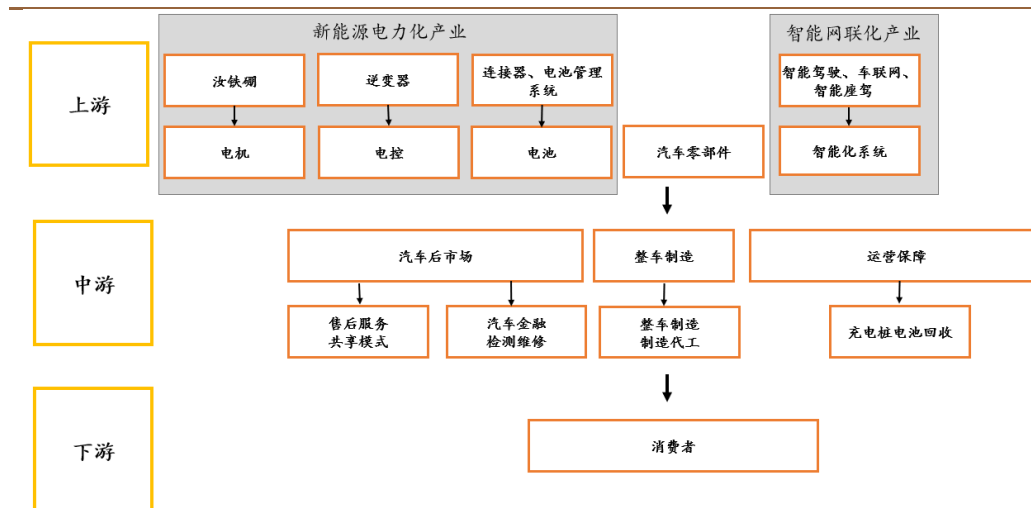 新能源电力化产业
智能网联化产业
上游
汝铁硼
逆变器
连接器、电池管理
系统
智能驾驶、车联网、
智能座驾
电机
电控
电池
汽车零部件
智能化系统
中游
汽车后市场
整车制造
运营保障
售后服务
共享模式
汽车金融
检测维修
整车制造
制造代工
充电桩电池回收
下游
消费者